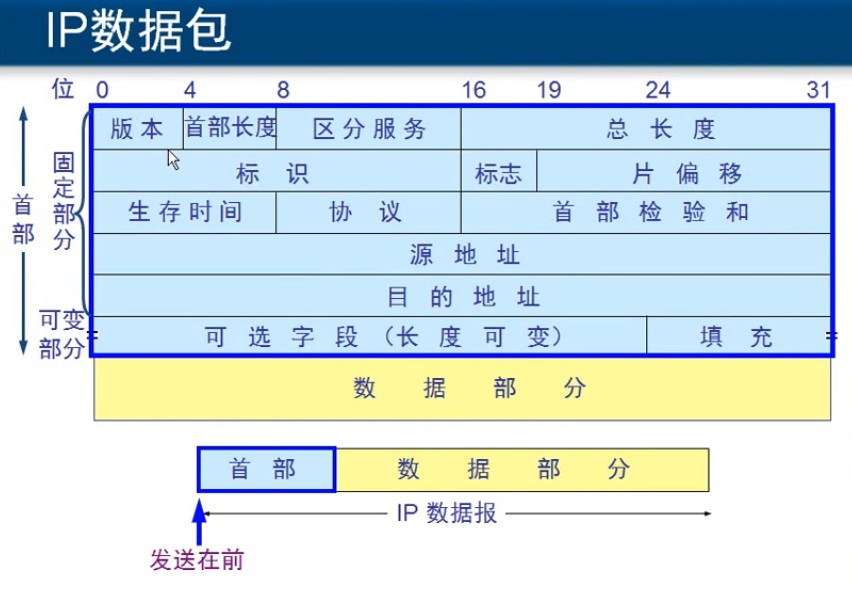 IP数据包
位 0 4 8 16 19 24 31
版本 首部长度 区分服务 总长度
标识 标志 片偏移
生存时间 协议 首部检验和
源地址
目的地址
可选字段（长度可变） 填充
数据部分
首部
固定部分
可变部分
首部 数据部分
IP 数据报
发送在前